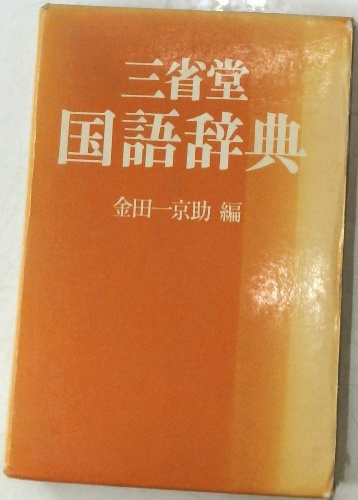 三省堂
国語辞典
金田一京助 編